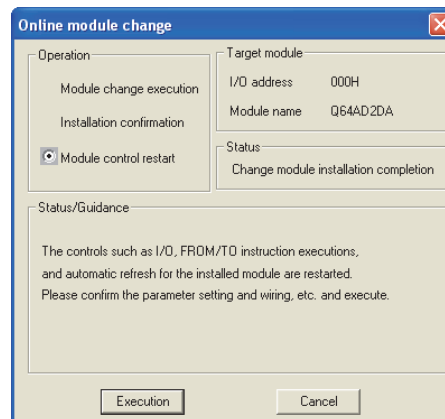 Online module change
Operation
Module change execution
Installation confirmation
Module control restart
Target module
I/O address 000H
Module name Q64AD2DA
Status
Change module installation completion
Status/Guidance
The controls such as I/O, FROM/TO instruction executions,
and automatic refresh for the installed module are restarted.
Please confirm the parameter setting and wiring, etc. and execute.
Execution Cancel